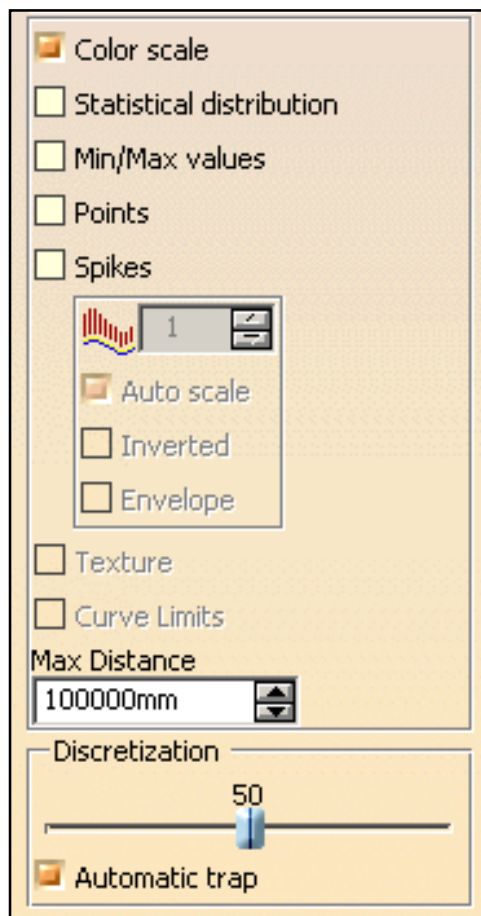 Color scale
Statistical distribution
Min/Max values
Points
Spikes
1
Auto scale
Inverted
Envelope
Texture
Curve Limits
Max Distance
100000mm
Discretization
50
Automatic trap